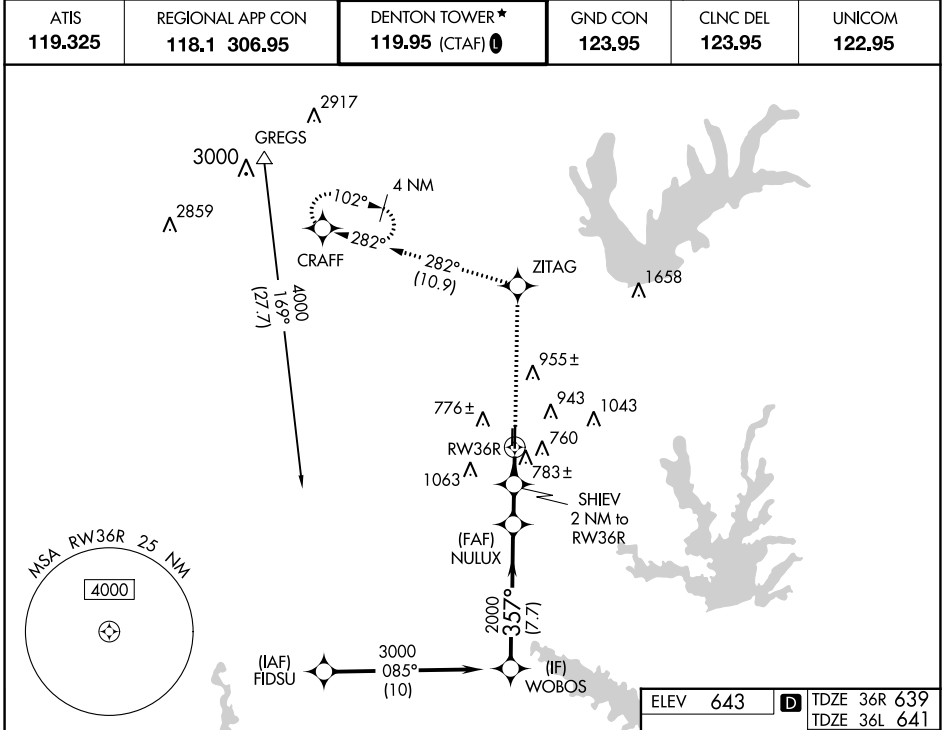 ATIS
119.325
REGIONAL APP CON
118.1 306.95
DENTON TOWER★
119.95 (CTAF) L
GND CON
123.95
CLNC DEL
123.95
UNICOM
122.95
2917
GREGS
3000
2859
102°
4 NM
282°
CRAFF
282°
(10.9)
ZITAG
1658
4000
169°
(27.7)
955±
943
776±
1043
RW36R
760
1063
783±
SHIEV
2 NM to
RW36R
(FAF)
NULUX
MSA RW36R 25 NM
4000
2000
357°
(7.7)
(IAF)
FIDSU
3000
085°
(10)
(IF)
WOBOS
ELEV 643 D TDZE 36R 639
TDZE 36L 641